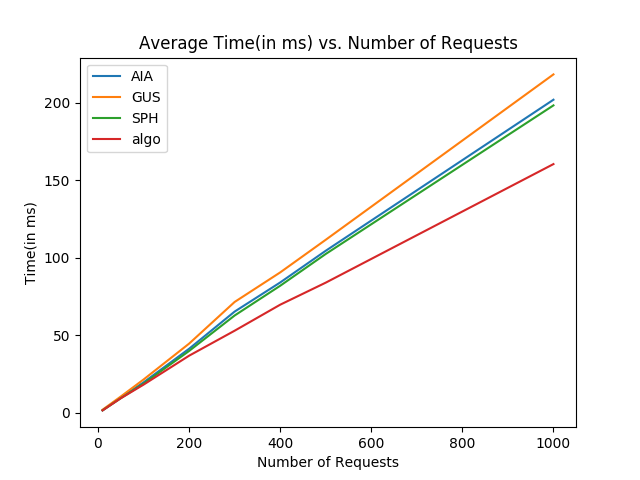 Average Time(in ms) vs. Number of Requests
AIA
GUS
SPH
algo
200
150
100
50
0
Time(in ms)
0 200 400 600 800 1000
Number of Requests